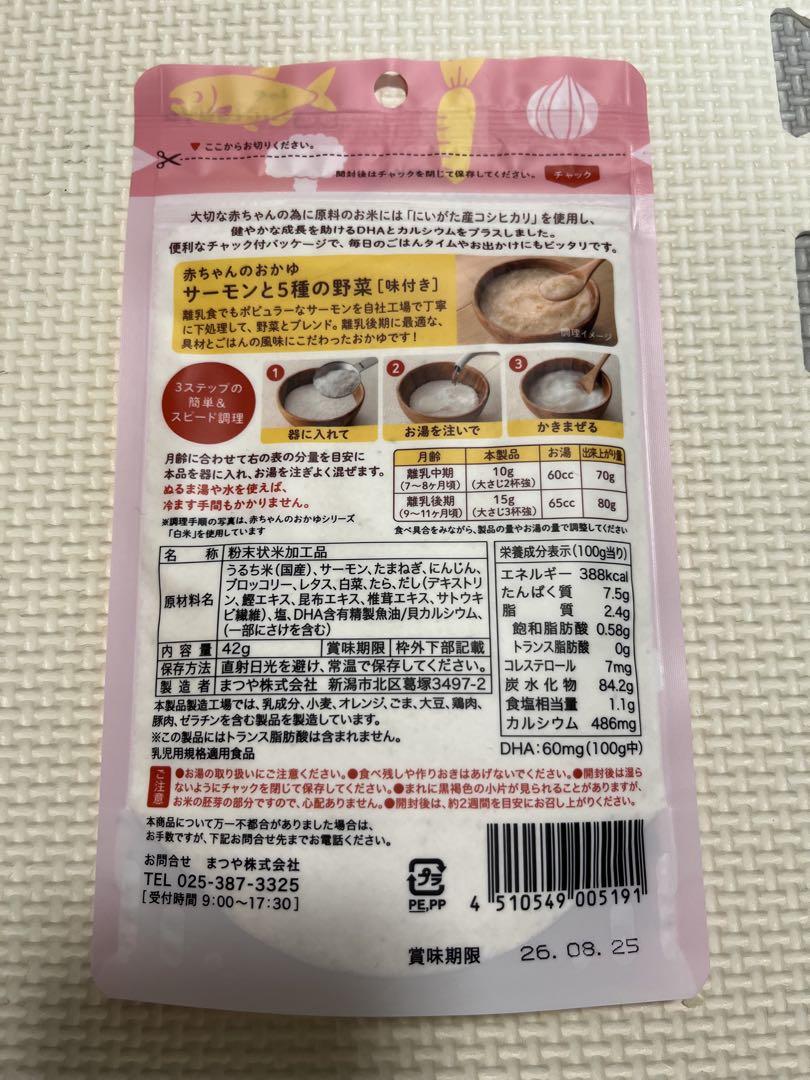 ▼ここからお切りください。
開封後はチャックを閉じて保存してください。
チャック
大切な赤ちゃんの為に原料のお米には「にいがた産コシヒカリ」を使用し、
健やかな成長を助けるDHAとカルシウムをプラスしました。
便利なチャック付パッケージで、毎日のごはんタイムやお出かけにもピッタリです。
赤ちゃんのおかゆ
サーモンと5種の野菜[味付き]
離乳食でもポピュラーなサーモンを自社工場で丁寧
に下処理して、野菜とブレンド。離乳後期に最適な、
具材とごはんの風味にこだわったおかゆです！
調理イメージ
3ステップの
簡単&
スピード調理
1
器に入れて
2
お湯を注いで
3
かきまぜる
月齢に合わせて右の表の分量を目安に
本品を器に入れ、お湯を注ぎよく混ぜます。
ぬるま湯や水を使えば、
冷ます手間もかかりません。
※調理手順の写真は、赤ちゃんのおかゆシリーズ
「白米」を使用しています
月齢 本製品 お湯 出来上がり量
離乳中期 (7〜8ヶ月頃) 10g (大さじ2杯強) 60cc 70g
離乳後期 (9〜11ヶ月頃) 15g (大さじ3杯強) 65cc 80g
食べ具合をみながら、製品の量やお湯の量で調整してください
名称 粉末状米加工品
原材料名 うるち米(国産)、サーモン、たまねぎ、にんじん、
ブロッコリー、レタス、白菜、たら、だし(デキストリ
ン、鰹エキス、昆布エキス、椎茸エキス、サトウキ
ビ繊維)、塩、DHA含有精製魚油/貝カルシウム、
(一部にさけを含む)
内容量 42g 賞味期限 枠外下部記載
保存方法 直射日光を避け、常温で保存してください。
製造者 まつや株式会社 新潟市北区葛塚3497-2
栄養成分表示(100g当り)
エネルギー 388kcal
たんぱく質 7.5g
脂質 2.4g
飽和脂肪酸 0.58g
トランス脂肪酸 0g
コレステロール 7mg
炭水化物 84.2g
食塩相当量 1.1g
カルシウム 486mg
DHA:60mg(100g中)
本製品製造工場では、乳成分、小麦、オレンジ、ごま、大豆、鶏肉、
豚肉、ゼラチンを含む製品を製造しています。
※この製品にはトランス脂肪酸は含まれません。
乳児用規格適用食品
ご注意
●お湯の取り扱いにご注意ください。●食べ残しや作りおきはあげないでください。●開封後は湿ら
ないようにチャックを閉じて保存してください。●まれに黒褐色の小片が見られることがありますが、
お米の胚芽の部分ですので、心配ありません。●開封後は、約2週間を目安にお召し上がりください。
本商品について万一不都合がありました場合は、
お手数ですが、下記お問合せ先までお電話ください。
お問合せ まつや株式会社
TEL 025-387-3325
[受付時間 9:00〜17:30]
プラ
PE,PP
4 510549 005191
賞味期限 26.08.25